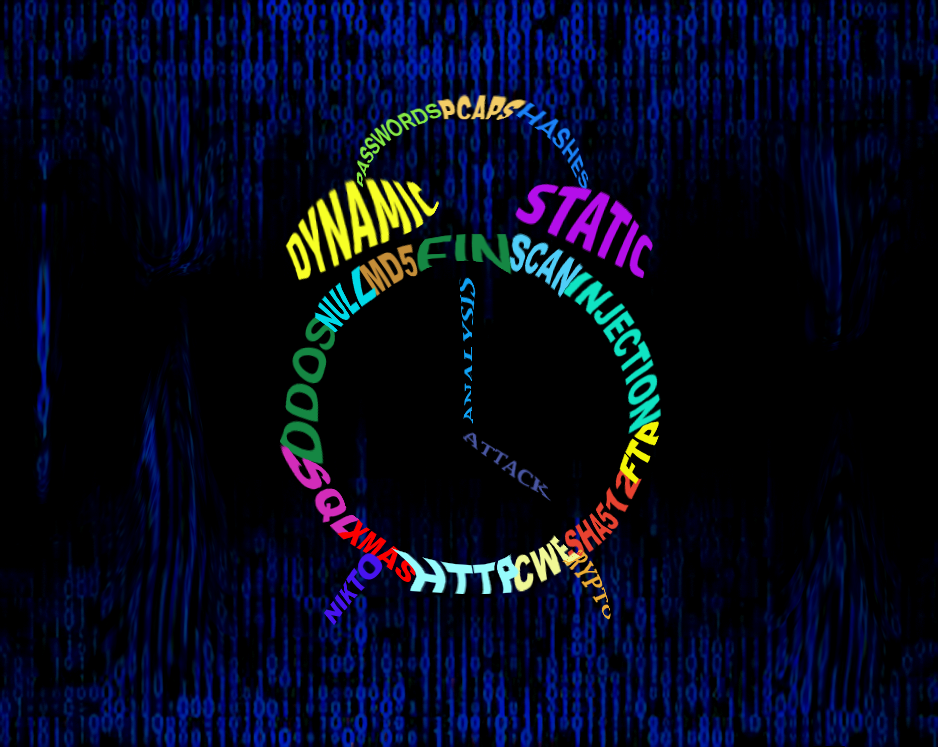 PASSWORDS PCAPS HASHES
DYNAMIC
STATIC
FIN
SCAN
INJECTION
FTP
SHA512
CWE
HTTP
XMAS
SQL
DDOS
NULL
MD5
ANALYSIS
ATTACK
NIKTO
CRYPTO